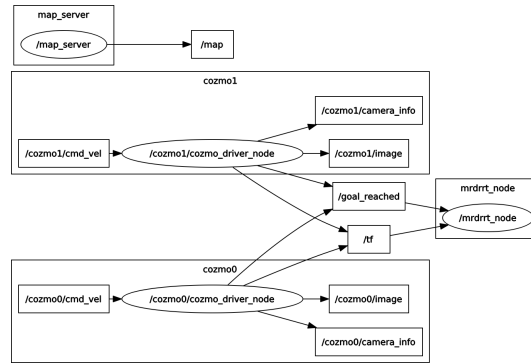 map_server
/map_server
/map
cozmo1
/cozmo1/camera_info
/cozmo1/cmd_vel
/cozmo1/cozmo_driver_node
/cozmo1/image
/goal_reached
mrdrrt_node
/mrdrrt_node
/tf
cozmo0
/cozmo0/cmd_vel
/cozmo0/cozmo_driver_node
/cozmo0/image
/cozmo0/camera_info